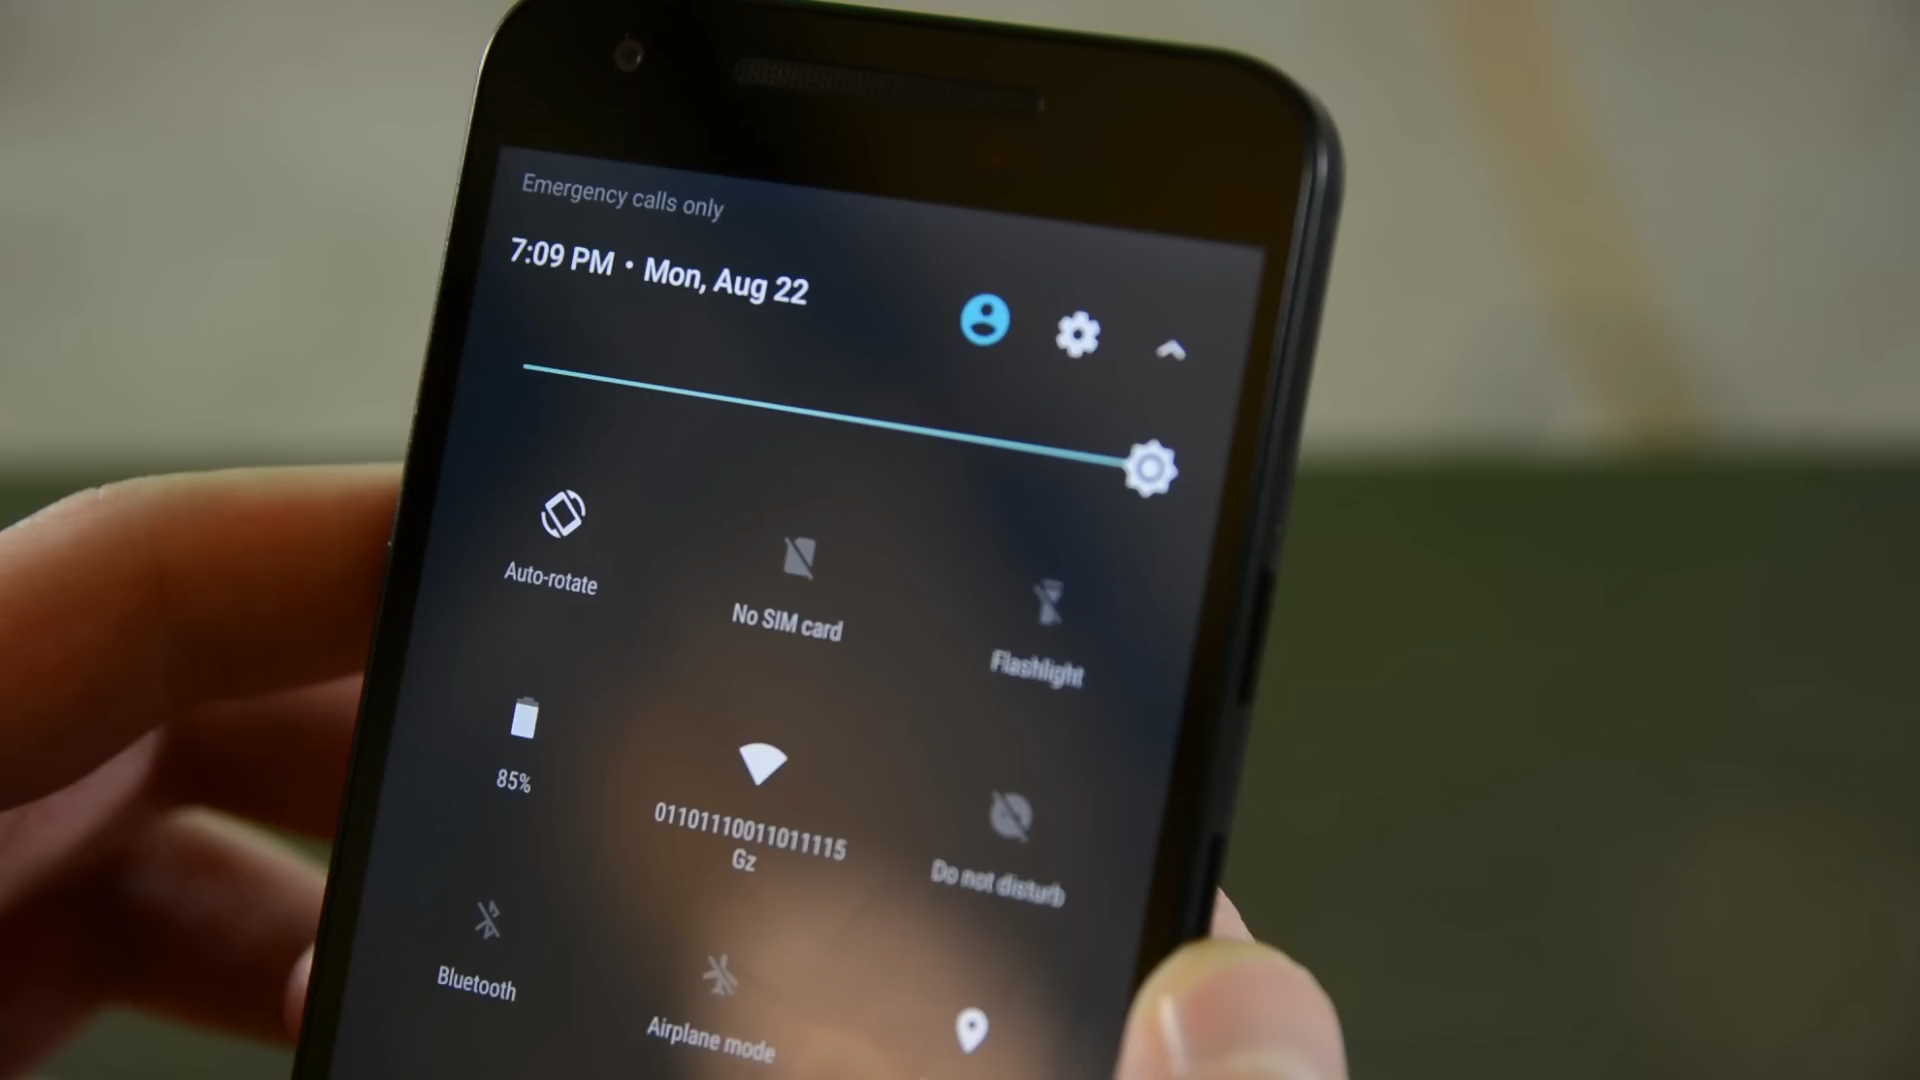 Emergency calls only
7:09 PM • Mon, Aug 22
Auto-rotate
No SIM card
Flashlight
85%
01101110011011115
Gz
Do not disturb
Bluetooth
Airplane mode